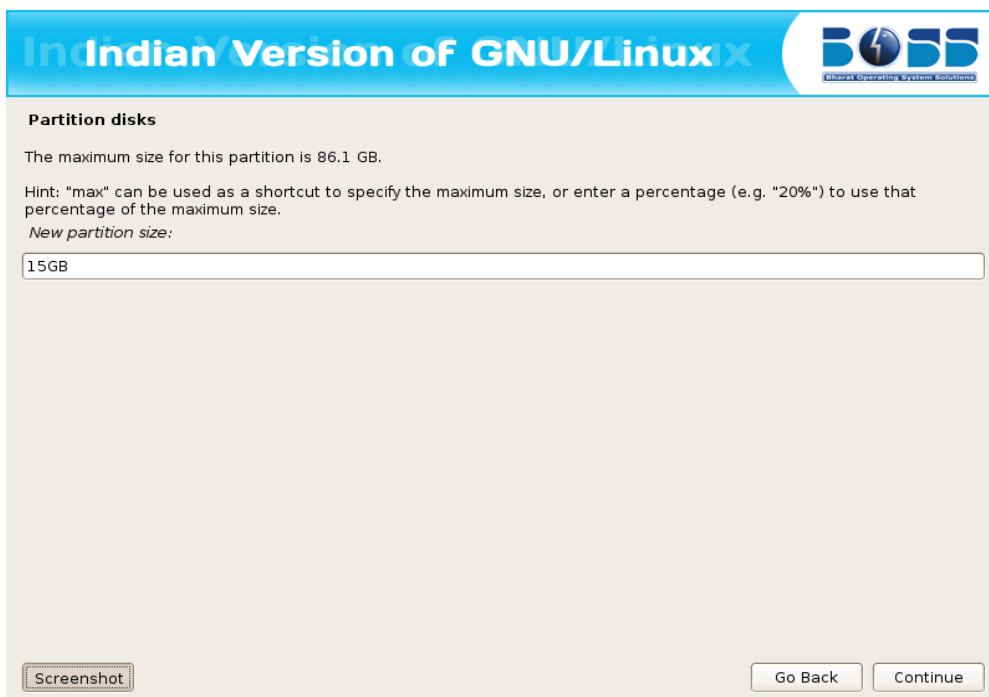 Indian Version of GNU/Linux
BOSS
Bharat Operating System Solutions
Partition disks
The maximum size for this partition is 86.1 GB.
Hint: "max" can be used as a shortcut to specify the maximum size, or enter a percentage (e.g. "20%") to use that
percentage of the maximum size.
New partition size:
15GB
Screenshot
Go Back
Continue